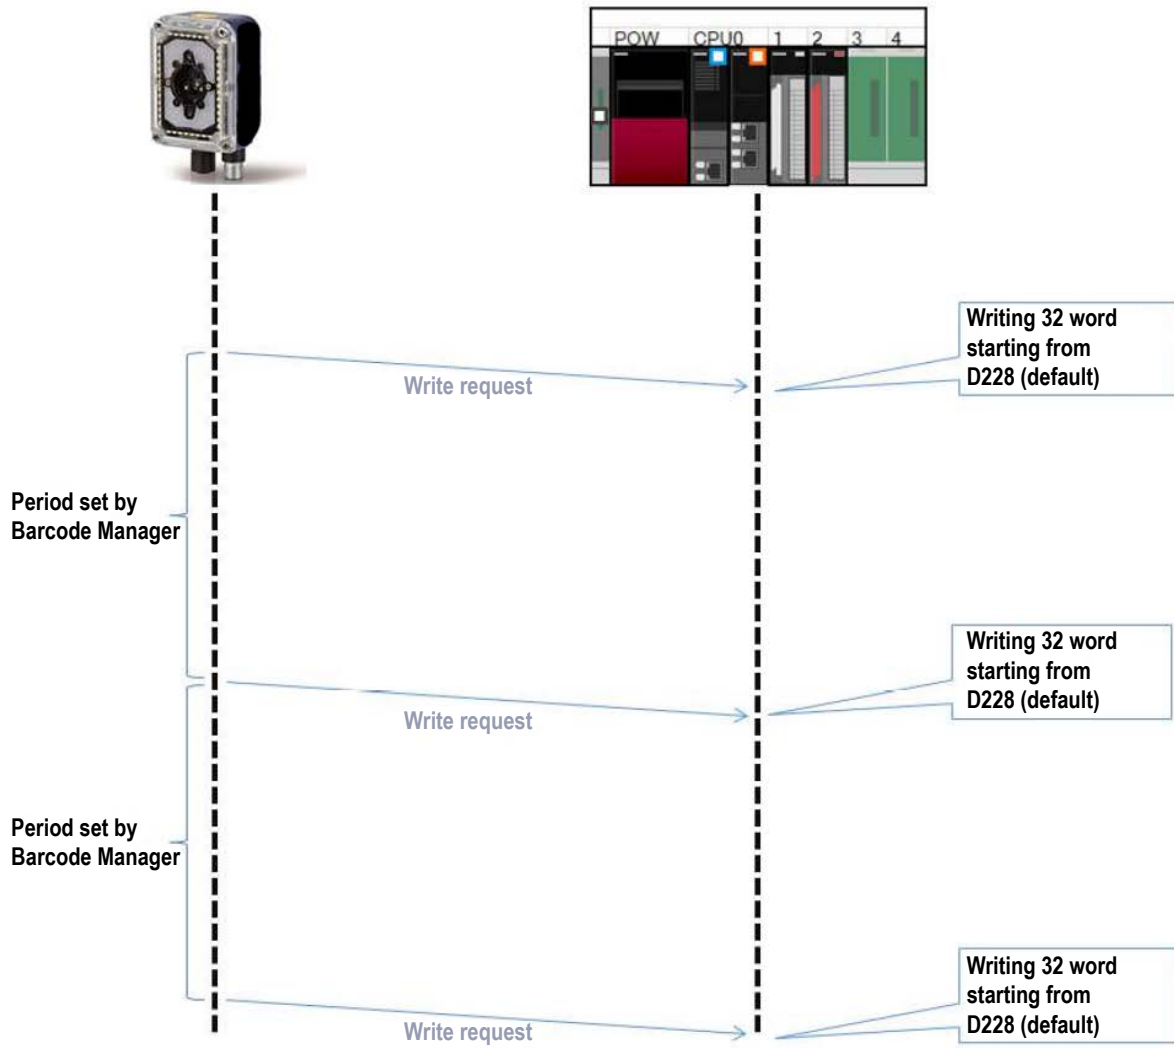 POW CPU0 1 2 3 4
Writing 32 word
starting from
D228 (default)
Write request
Period set by
Barcode Manager
Writing 32 word
starting from
D228 (default)
Write request
Period set by
Barcode Manager
Writing 32 word
starting from
D228 (default)
Write request